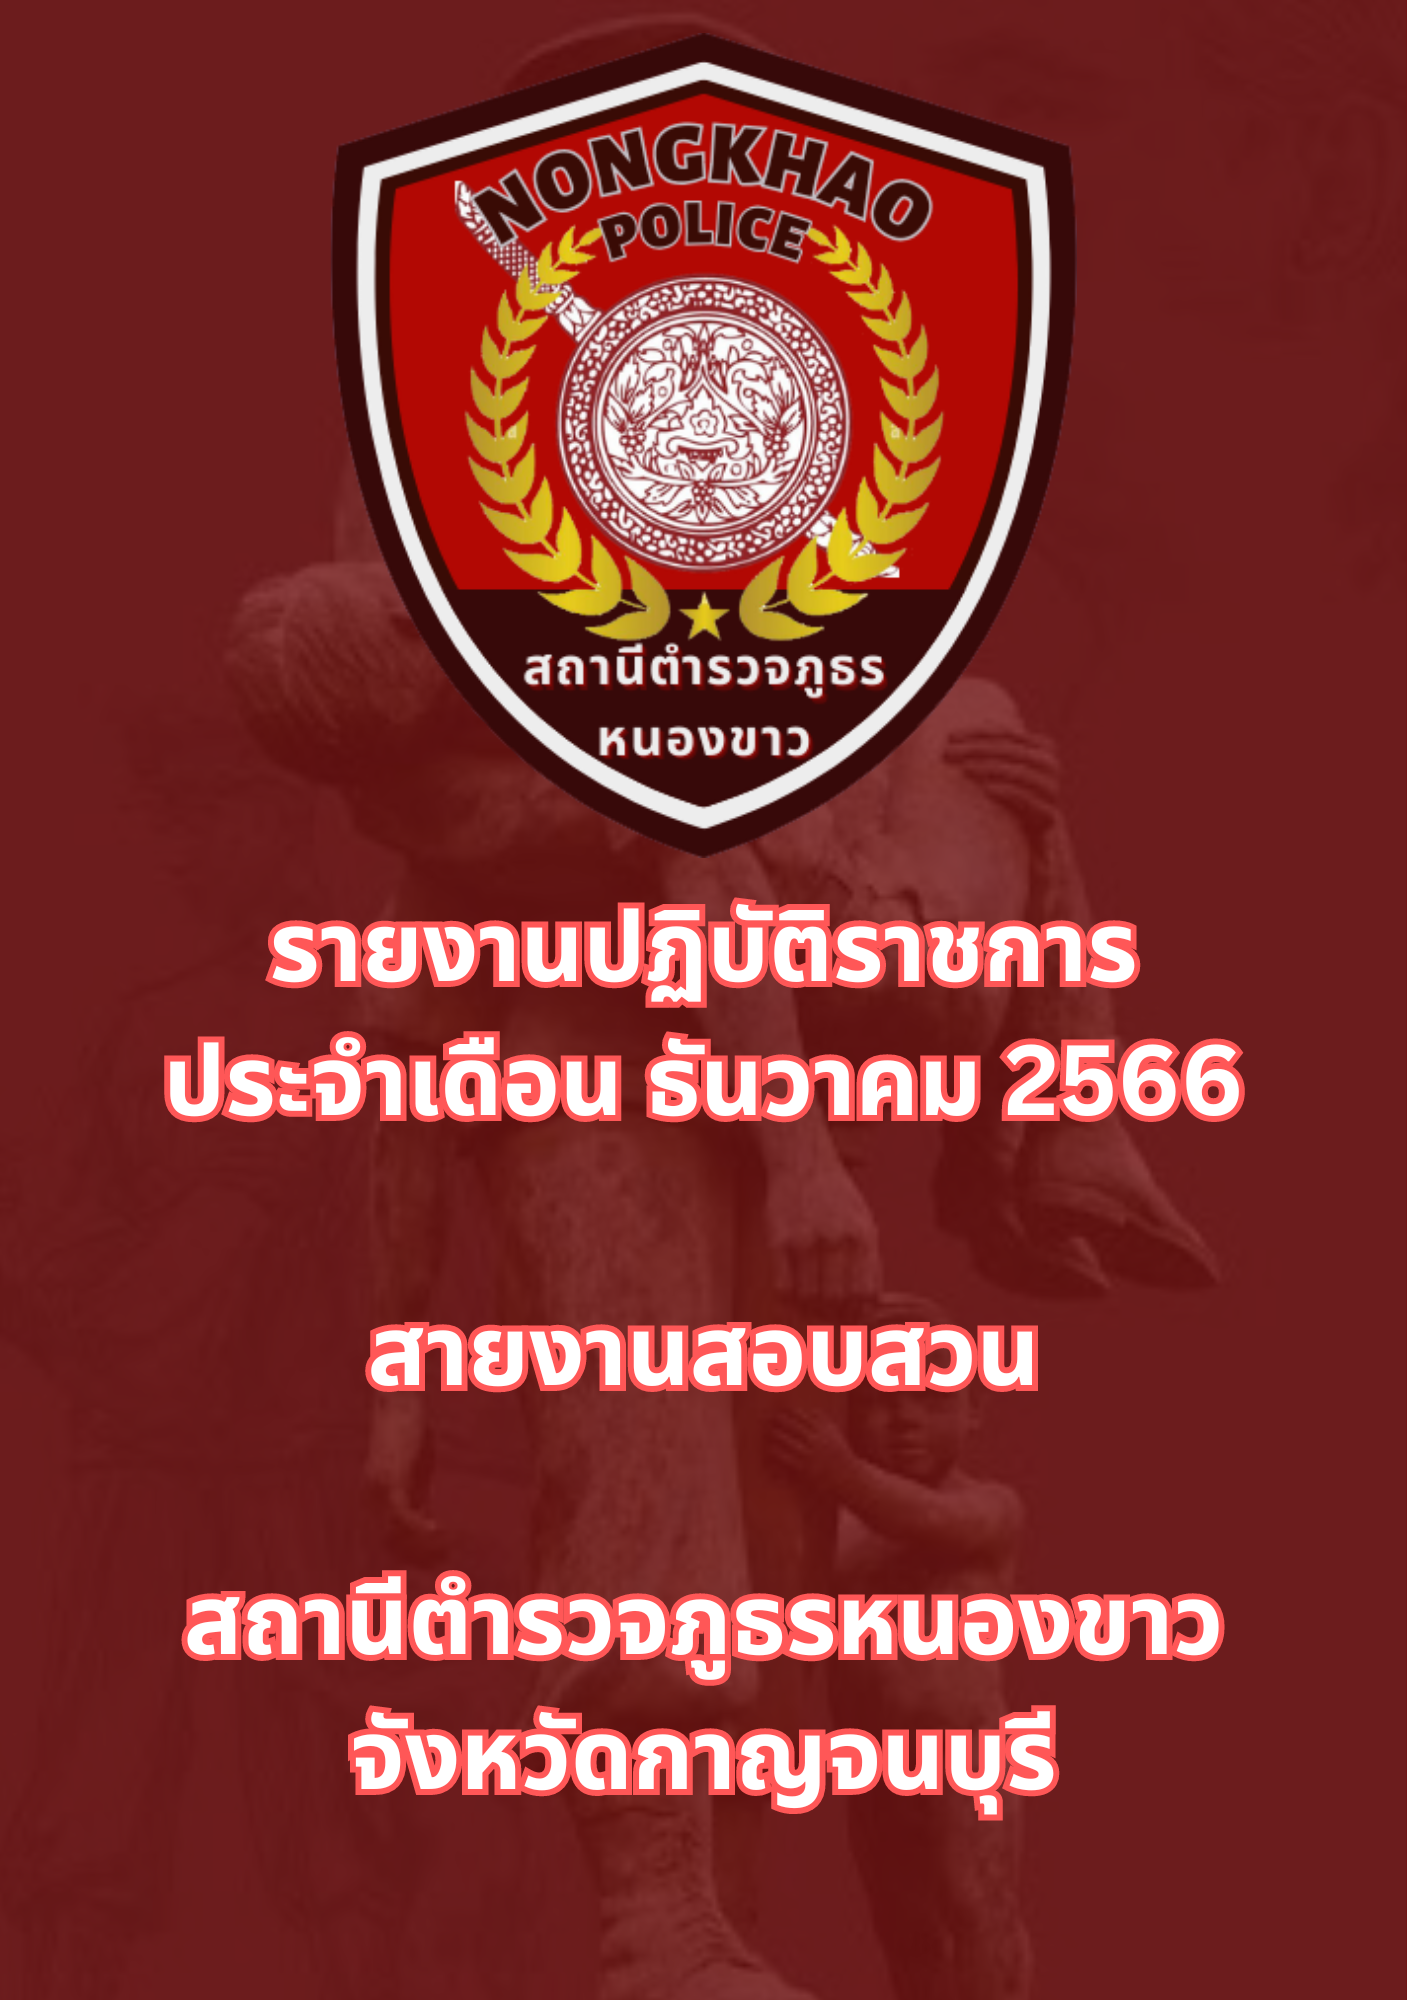 NONGKHAO
POLICE
สถานีตำรวจภูธร
หนองขาว
รายงานปฏิบัติราชการ
ประจำเดือน ธันวาคม 2566
สายงานสอบสวน
สถานีตำรวจภูธรหนองขาว
จังหวัดกาญจนบุรี